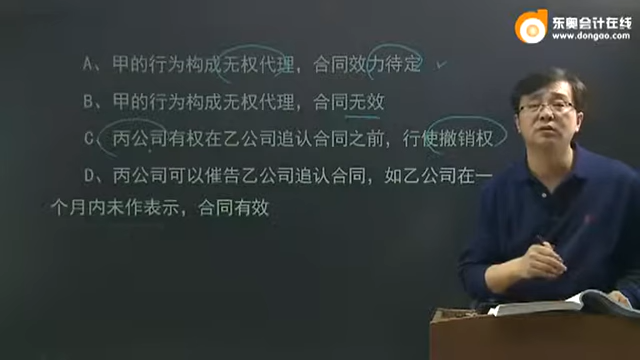 东奥会计在线
www.dongao.com
A、甲的行为构成无权代理，合同效力待定
B、甲的行为构成无权代理，合同无效
C、丙公司有权在乙公司追认合同之前，行使撤销权
D、丙公司可以催告乙公司追认合同，如乙公司在一
个月内未作表示，合同有效